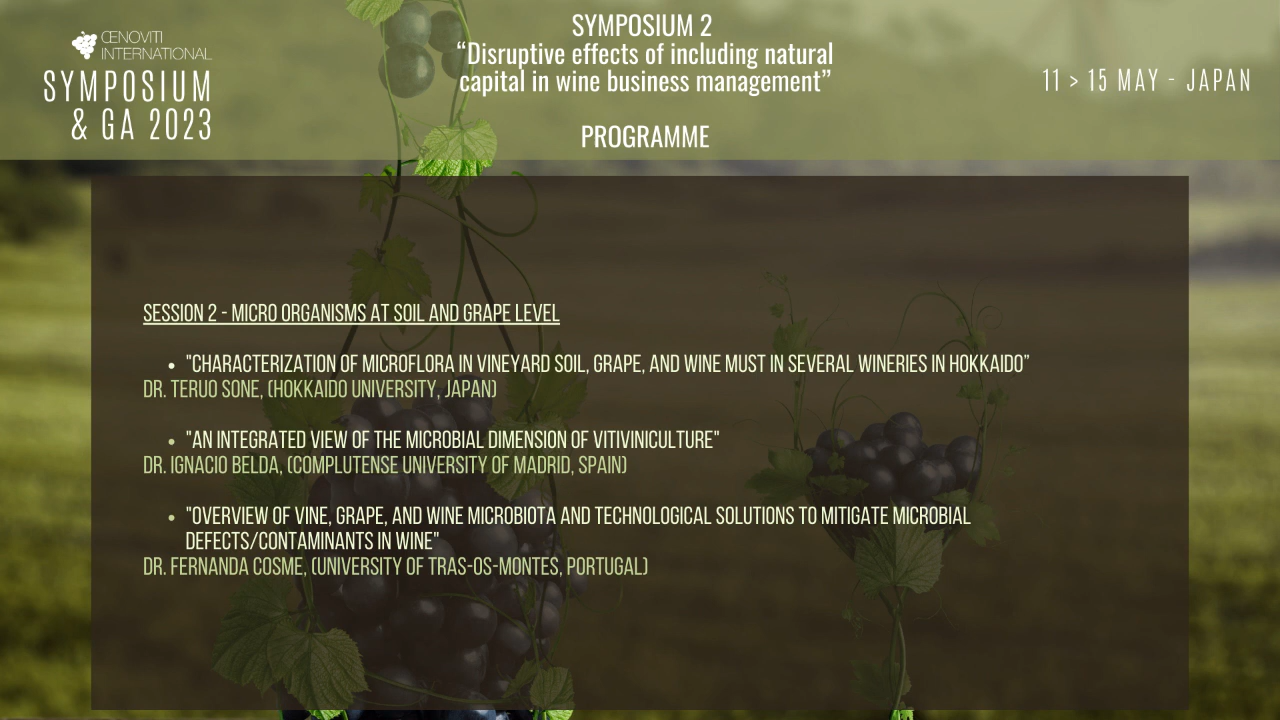 ŒNOVITI
INTERNATIONAL
SYMPOSIUM
& GA 2023
SYMPOSIUM 2
“Disruptive effects of including natural
capital in wine business management”
PROGRAMME
11 > 15 MAY - JAPAN
SESSION 2 - MICRO ORGANISMS AT SOIL AND GRAPE LEVEL
• "CHARACTERIZATION OF MICROFLORA IN VINEYARD SOIL, GRAPE, AND WINE MUST IN SEVERAL WINERIES IN HOKKAIDO”
DR. TERUO SONE, (HOKKAIDO UNIVERSITY, JAPAN)
• "AN INTEGRATED VIEW OF THE MICROBIAL DIMENSION OF VITIVINICULTURE"
DR. IGNACIO BELDA, (COMPLUTENSE UNIVERSITY OF MADRID, SPAIN)
• "OVERVIEW OF VINE, GRAPE, AND WINE MICROBIOTA AND TECHNOLOGICAL SOLUTIONS TO MITIGATE MICROBIAL
DEFECTS/CONTAMINANTS IN WINE"
DR. FERNANDA COSME, (UNIVERSITY OF TRAS-OS-MONTES, PORTUGAL)